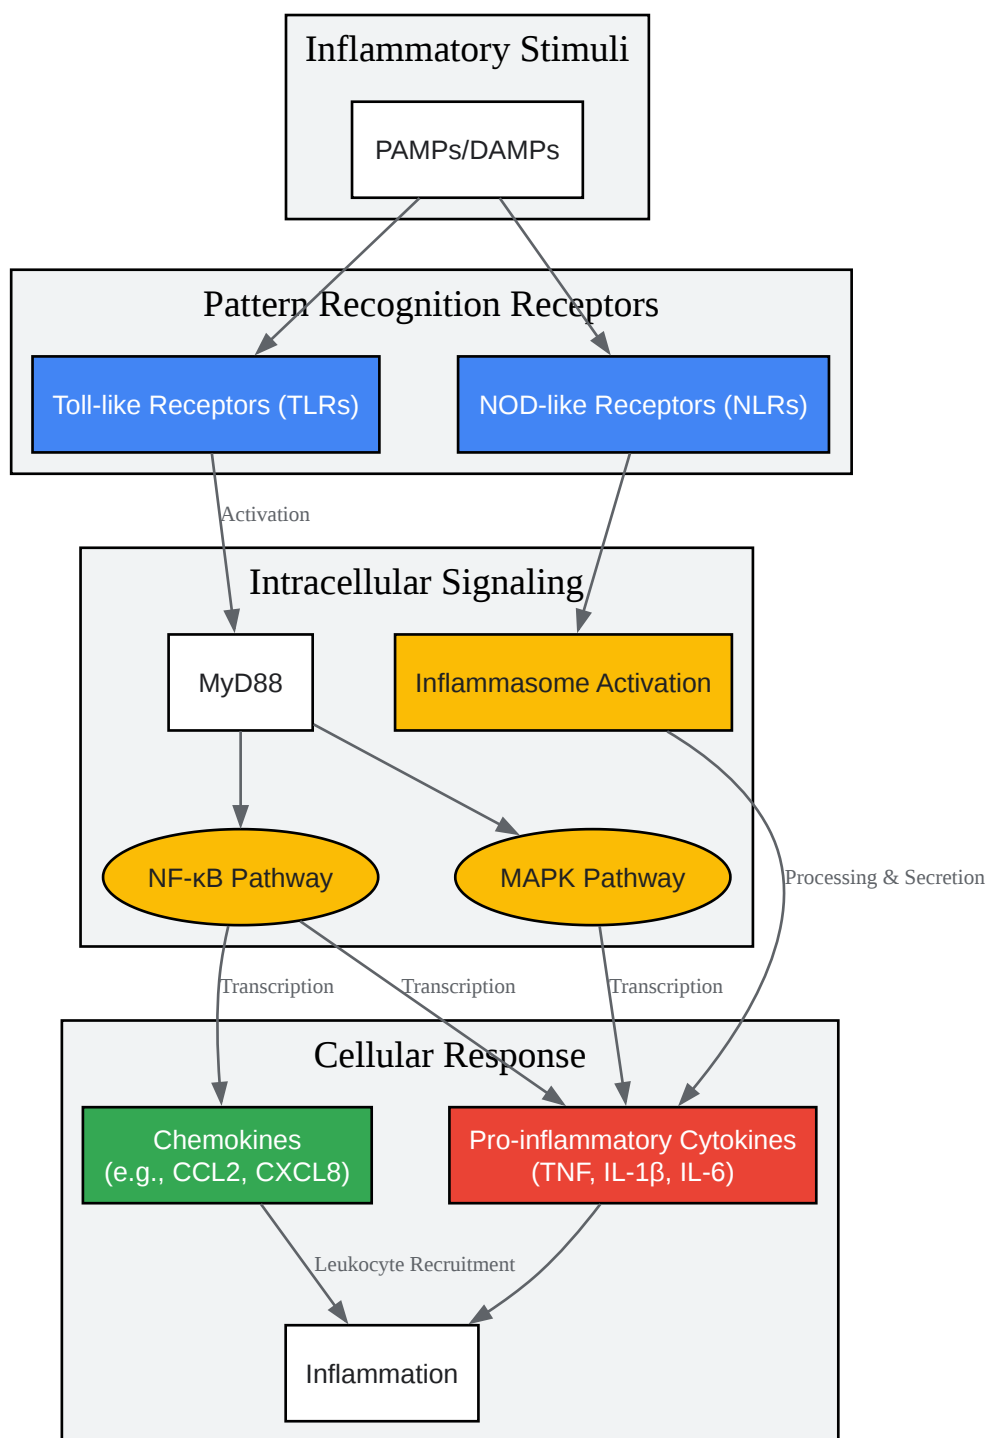 Inflammatory Stimuli
PAMPs/DAMPs
Pattern Recognition Receptors
Toll-like Receptors (TLRs)
NOD-like Receptors (NLRs)
Activation
Intracellular Signaling
MyD88
Inflammasome Activation
NF-κB Pathway
MAPK Pathway
Processing & Secretion
Transcription
Transcription
Transcription
Cellular Response
Chemokines
(e.g., CCL2, CXCL8)
Pro-inflammatory Cytokines
(TNF, IL-1β, IL-6)
Leukocyte Recruitment
Inflammation